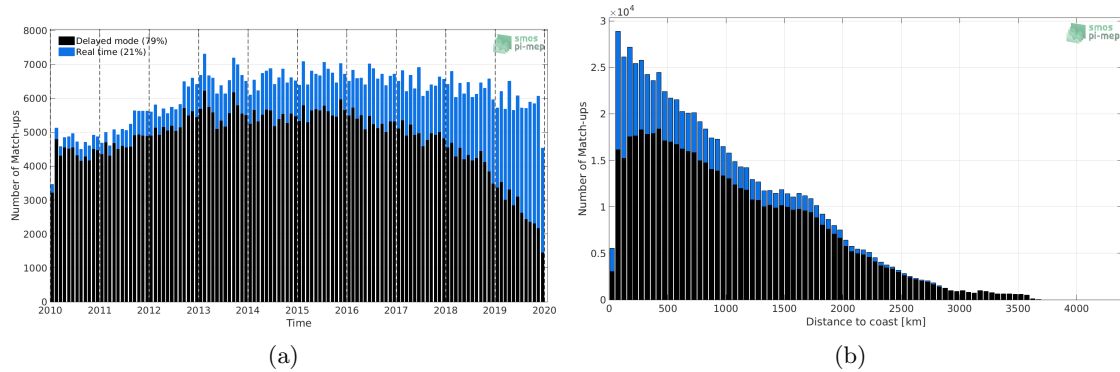 8000
7000
6000
5000
4000
3000
2000
1000
0
Number of Match-ups
Delayed mode (79%)
Real time (21%)
smos
pi-mep
2010 2011 2012 2013 2014 2015 2016 2017 2018 2019 2020
Time
(a)
3 ×10⁴
2.5
2
1.5
1
0.5
0
Number of Match-ups
smos
pi-mep
0 500 1000 1500 2000 2500 3000 3500 4000
Distance to coast [km]
(b)